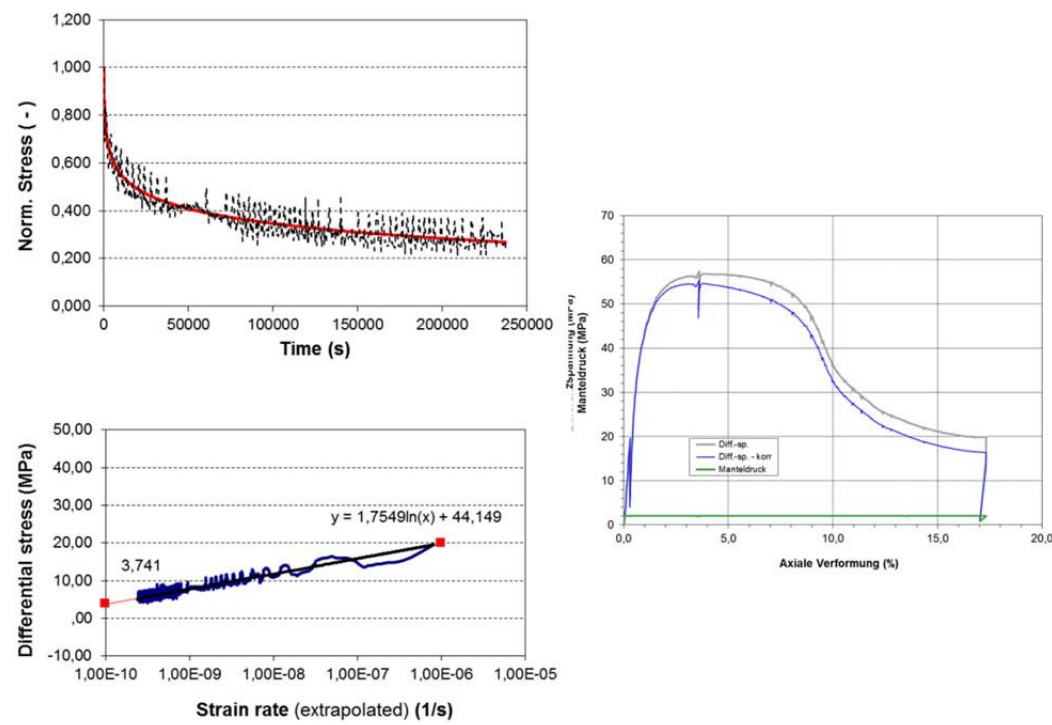 1,200
1,000
0,800
0,600
0,400
0,200
0,000
Norm. Stress ( - )
0 50000 100000 150000 200000 250000
Time (s)
50,00
40,00
30,00
20,00
10,00
,00
-10,00
Differential stress (MPa)
y = 1,7549ln(x) + 44,149
3,741
1,00E-10 1,00E-09 1,00E-08 1,00E-07 1,00E-06 1,00E-05
Strain rate (extrapolated) (1/s)
70
60
50
40
30
20
10
0
Manteldruck (MPa)
Diff.-sp.
Diff.-sp. - korr
Manteldruck
0,0 5,0 10,0 15,0 20,0
Axiale Verformung (%)